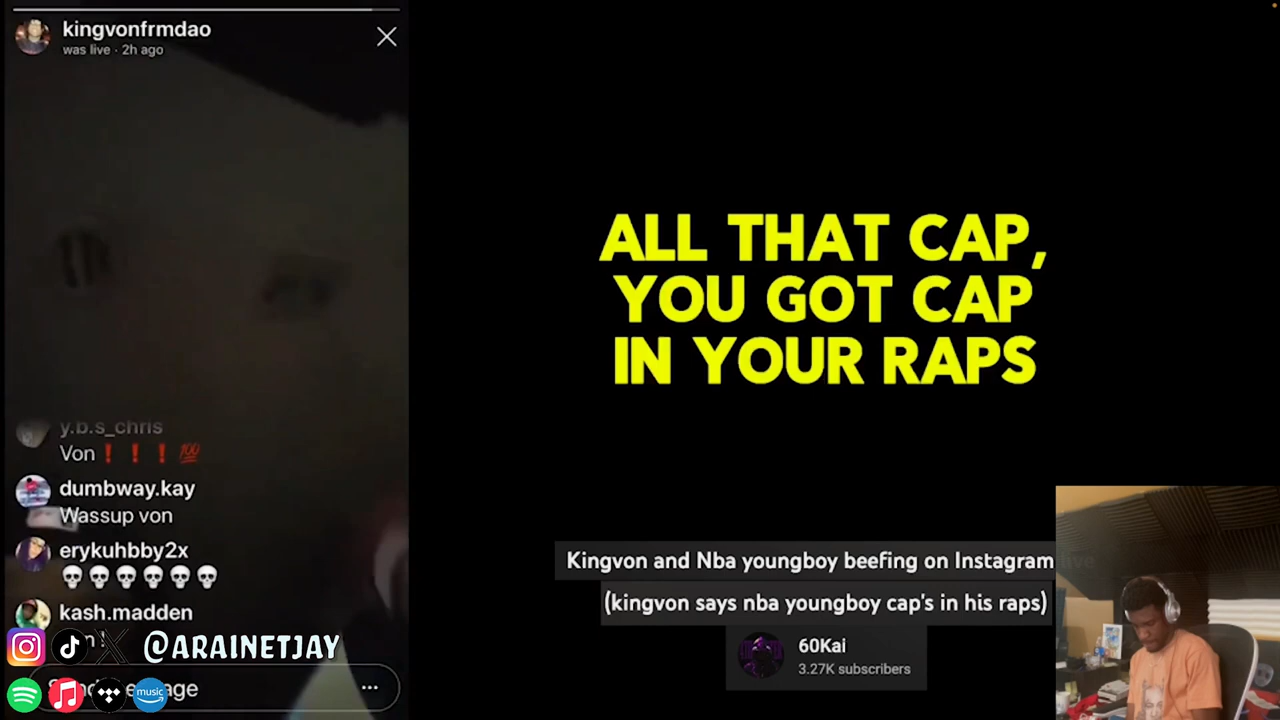 kingvonfrmdao
was live · 2h ago
ALL THAT CAP,
YOU GOT CAP
IN YOUR RAPS
y.b.s_chris
Von❗❗❗💯
dumbway.kay
Wassup von
erykuhbby2x
💀💀💀💀💀💀
kash.madden
@ARAINETJAY
music
Kingvon and Nba youngboy beefing on Instagram live
(kingvon says nba youngboy cap's in his raps)
60Kai
3.27K subscribers